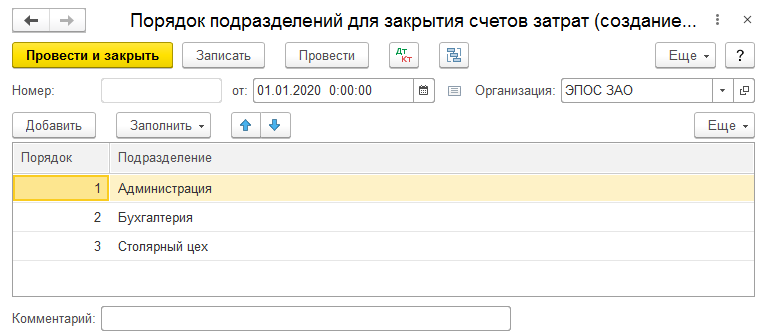 Порядок подразделений для закрытия счетов затрат (создание...
Провести и закрыть Записать Провести Дт Кт Еще ?
Номер: от: 01.01.2020 0:00:00 Организация: ЭПОС ЗАО
Добавить Заполнить Еще
Порядок Подразделение
1 Администрация
2 Бухгалтерия
3 Столярный цех
Комментарий: